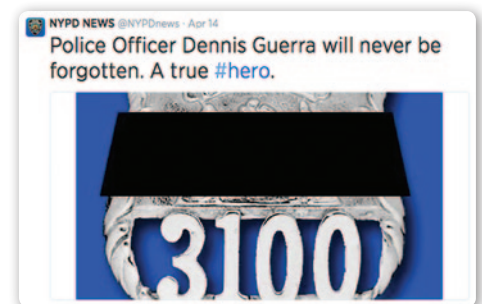 NYPD NEWS @NYPDnews · Apr 14
Police Officer Dennis Guerra will never be
forgotten. A true #hero.
3100